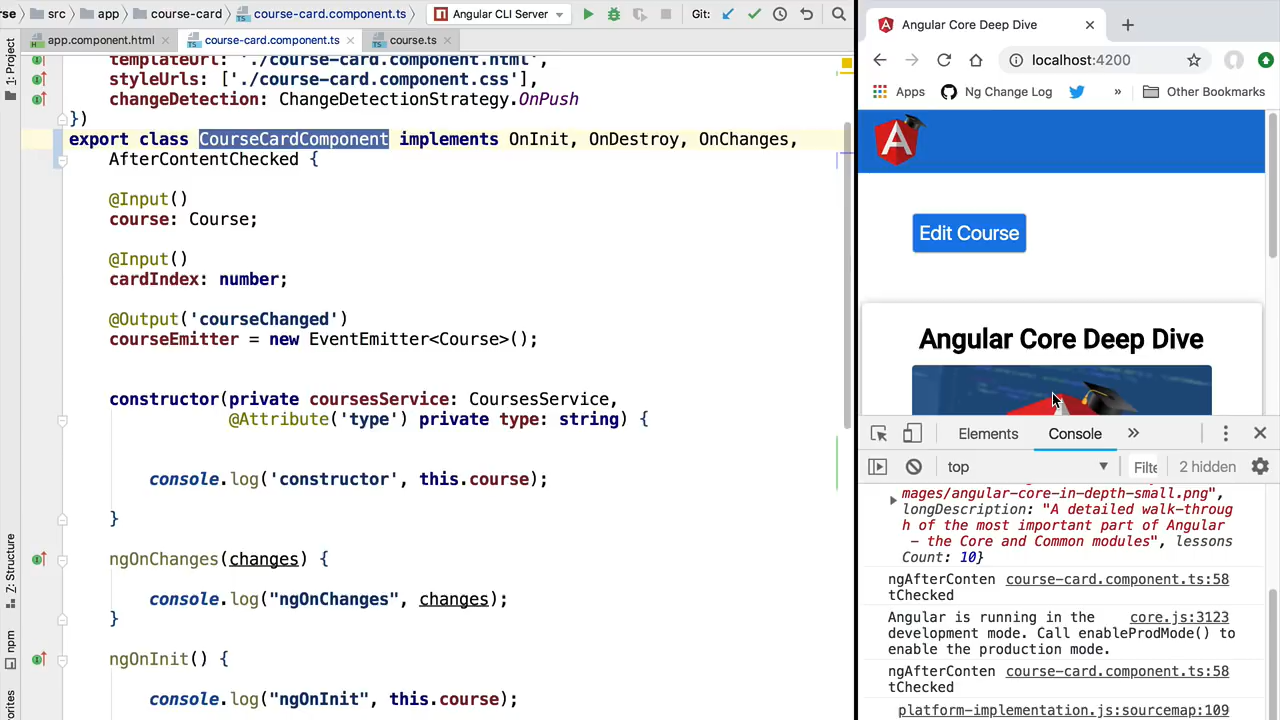 rse src app course-card course-card.component.ts Angular CLI Server Git:
app.component.html course-card.component.ts course.ts
1: Project
Z: Structure
npm
vorites
templateUrl: './course-card.component.html',
styleUrls: ['./course-card.component.css'],
changeDetection: ChangeDetectionStrategy.OnPush
})
export class CourseCardComponent implements OnInit, OnDestroy, OnChanges,
AfterContentChecked {
@Input()
course: Course;
@Input()
cardIndex: number;
@Output('courseChanged')
courseEmitter = new EventEmitter<Course>();
constructor(private coursesService: CoursesService,
@Attribute('type') private type: string) {
console.log('constructor', this.course);
}
ngOnChanges(changes) {
console.log("ngOnChanges", changes);
}
ngOnInit() {
console.log("ngOnInit", this.course);
Angular Core Deep Dive
localhost:4200
Apps Ng Change Log » Other Bookmarks
Edit Course
Angular Core Deep Dive
Elements Console »
top Filte 2 hidden
mages/angular-core-in-depth-small.png",
longDescription: "A detailed walk-throug
h of the most important part of Angular
- the Core and Common modules", lessons
Count: 10}
ngAfterConten course-card.component.ts:58
tChecked
Angular is running in the core.js:3123
development mode. Call enableProdMode() to
enable the production mode.
ngAfterConten course-card.component.ts:58
tChecked
platform-implementation.js:sourcemap:109